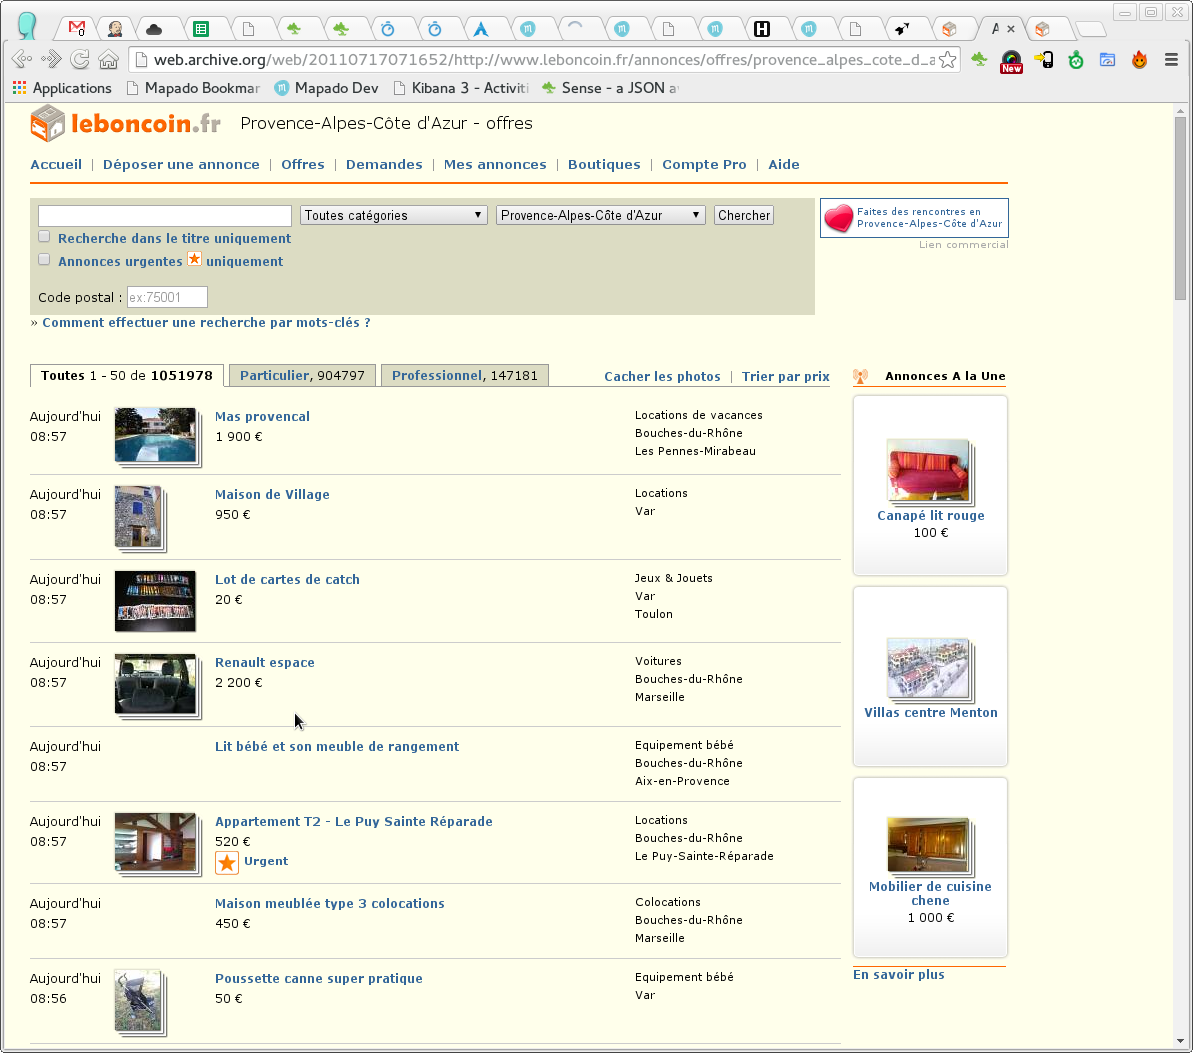 web.archive.org/web/20110717071652/http://www.leboncoin.fr/annonces/offres/provence_alpes_cote_d_a
New
Applications
Mapado Bookmar
Mapado Dev
Kibana 3 - Activiti
Sense - a JSON a
leboncoin.fr
Provence-Alpes-Côte d'Azur - offres
Accueil | Déposer une annonce | Offres | Demandes | Mes annonces | Boutiques | Compte Pro | Aide
Toutes catégories
Provence-Alpes-Côte d'Azur
Chercher
Recherche dans le titre uniquement
Annonces urgentes uniquement
Code postal : ex:75001
Faites des rencontres en
Provence-Alpes-Côte d'Azur
Lien commercial
» Comment effectuer une recherche par mots-clés ?
Toutes 1 - 50 de 1051978
Particulier, 904797
Professionnel, 147181
Cacher les photos | Trier par prix
Aujourd'hui
08:57
Mas provencal
1 900 €
Locations de vacances
Bouches-du-Rhône
Les Pennes-Mirabeau
Aujourd'hui
08:57
Maison de Village
950 €
Locations
Var
Aujourd'hui
08:57
Lot de cartes de catch
20 €
Jeux & Jouets
Var
Toulon
Aujourd'hui
08:57
Renault espace
2 200 €
Voitures
Bouches-du-Rhône
Marseille
Aujourd'hui
08:57
Lit bébé et son meuble de rangement
Equipement bébé
Bouches-du-Rhône
Aix-en-Provence
Aujourd'hui
08:57
Appartement T2 - Le Puy Sainte Réparade
520 €
Urgent
Locations
Bouches-du-Rhône
Le Puy-Sainte-Réparade
Aujourd'hui
08:57
Maison meublée type 3 colocations
450 €
Colocations
Bouches-du-Rhône
Marseille
Aujourd'hui
08:56
Poussette canne super pratique
50 €
Equipement bébé
Var
Annonces A la Une
Canapé lit rouge
100 €
Villas centre Menton
Mobilier de cuisine
chene
1 000 €
En savoir plus